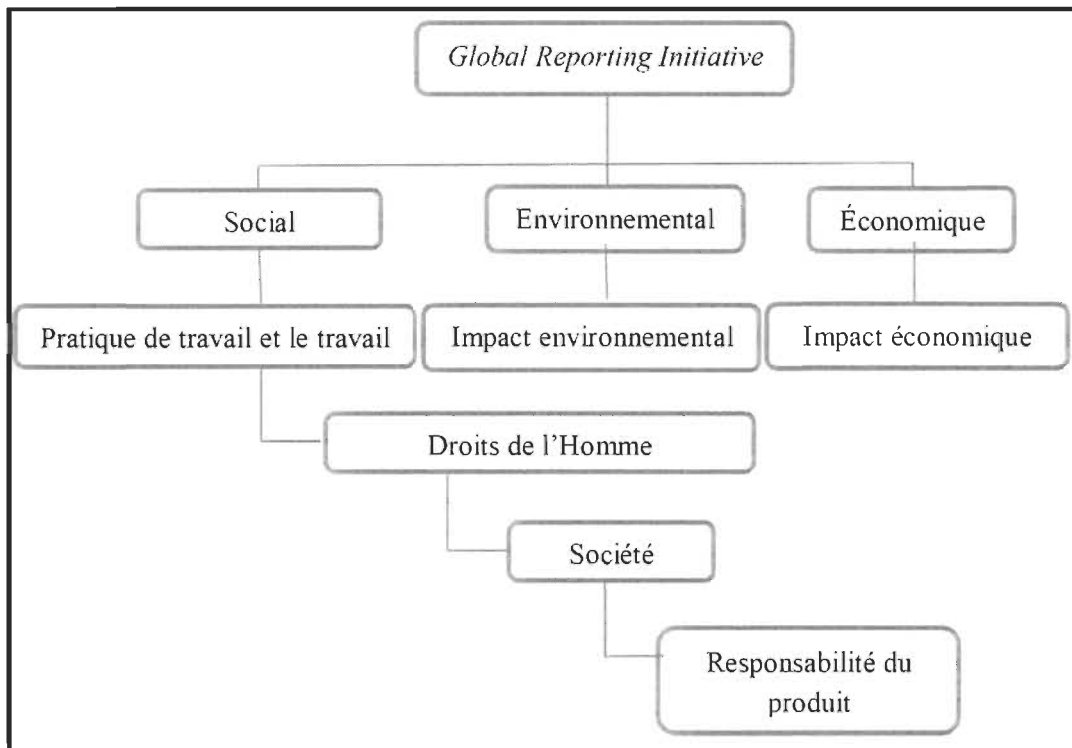 Global Reporting Initiative
Social
Environnemental
Économique
Pratique de travail et le travail
Impact environnemental
Impact économique
Droits de l'Homme
Société
Responsabilité du
produit